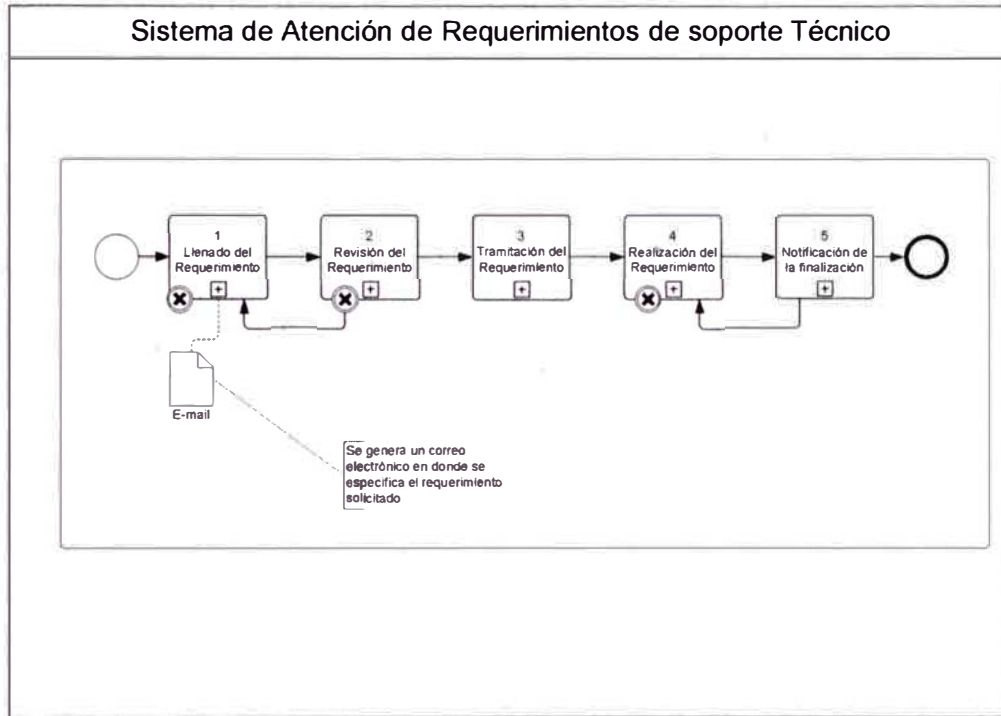 Sistema de Atención de Requerimientos de soporte Técnico
1
Llenado del
Requerimiento
2
Revisión del
Requerimiento
3
Tramitación del
Requerimiento
4
Realización del
Requerimiento
5
Notificación de
la finalización
E-mail
Se genera un correo
electrónico en donde se
especifica el requerimiento
solicitado